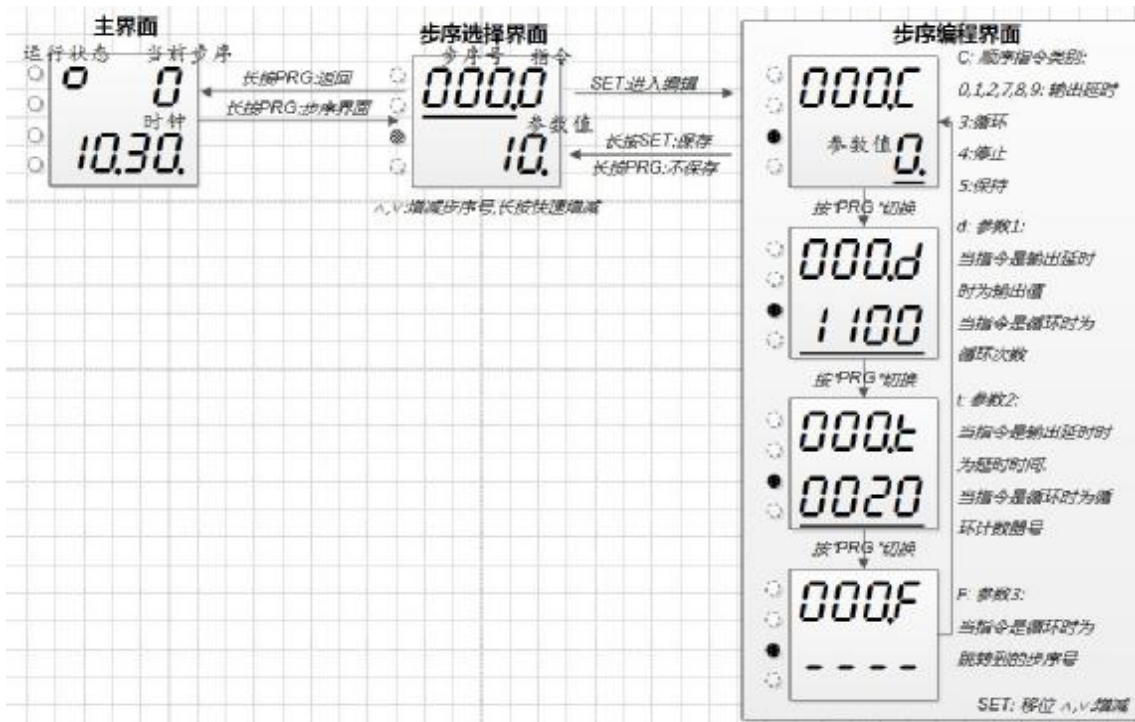 主界面
运行状态 当前步序
0
时钟
10.30.
长按PRG:返回
长按PRG:步序界面
步序选择界面
步序号 指令
000.0
参数值
10.
∧,∨:增减步序号,长按快速增减
SET:进入编辑
长按SET:保存
长按PRG:不保存
步序编程界面
000.C
参数值 0.
按"PRG"切换
000.d
1100
按"PRG"切换
000.t
0020
按"PRG"切换
000.F
- - - -
C: 顺序指令类别:
0,1,2,7,8,9: 输出延时
3:循环
4:停止
5:保持
d: 参数1:
当指令是输出延时
时为输出值
当指令是循环时为
循环次数
t: 参数2:
当指令是输出延时时
为延时时间.
当指令是循环时为循
环计数器号
F: 参数3:
当指令是循环时为
跳转到的步序号
SET: 移位 ∧,∨:增减